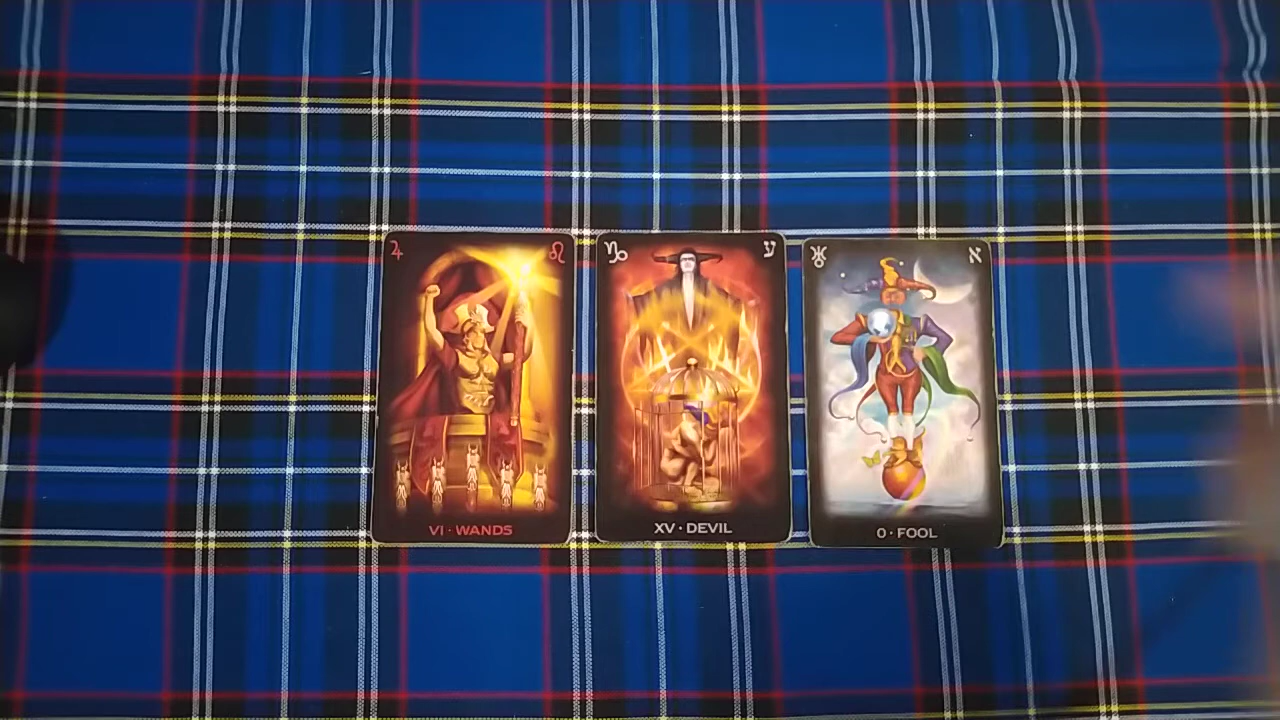 ♃ ♌
VI · WANDS
♑ ע
XV · DEVIL
♅ א
0 · FOOL